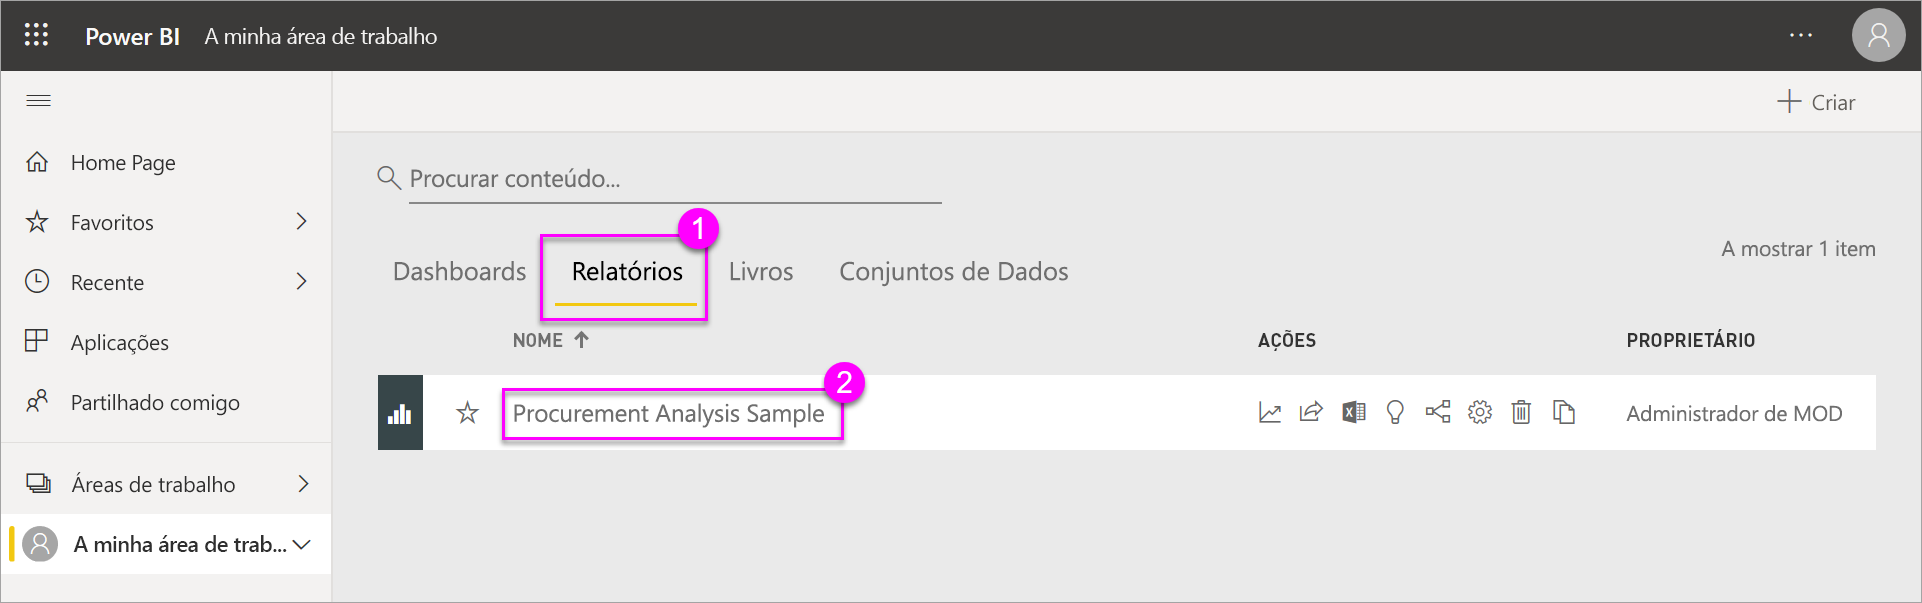 Power BI A minha área de trabalho ...
Criar
Home Page
Favoritos
Recente
Aplicações
Partilhado comigo
Áreas de trabalho
A minha área de trab...
Procurar conteúdo...
A mostrar 1 item
1
Dashboards Relatórios Livros Conjuntos de Dados
NOME AÇÕES PROPRIETÁRIO
2
Procurement Analysis Sample Administrador de MOD